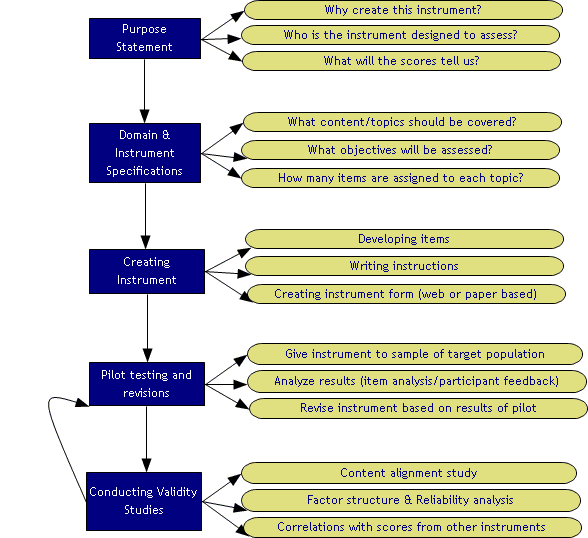 Purpose
Statement
Why create this instrument?
Who is the instrument designed to assess?
What will the scores tell us?
Domain &
Instrument
Specifications
What content/topics should be covered?
What objectives will be assessed?
How many items are assigned to each topic?
Creating
Instrument
Developing items
Writing instructions
Creating instrument form (web or paper based)
Pilot testing and
revisions
Give instrument to sample of target population
Analyze results (item analysis/participant feedback)
Revise instrument based on results of pilot
Conducting Validity
Studies
Content alignment study
Factor structure & Reliability analysis
Correlations with scores from other instruments